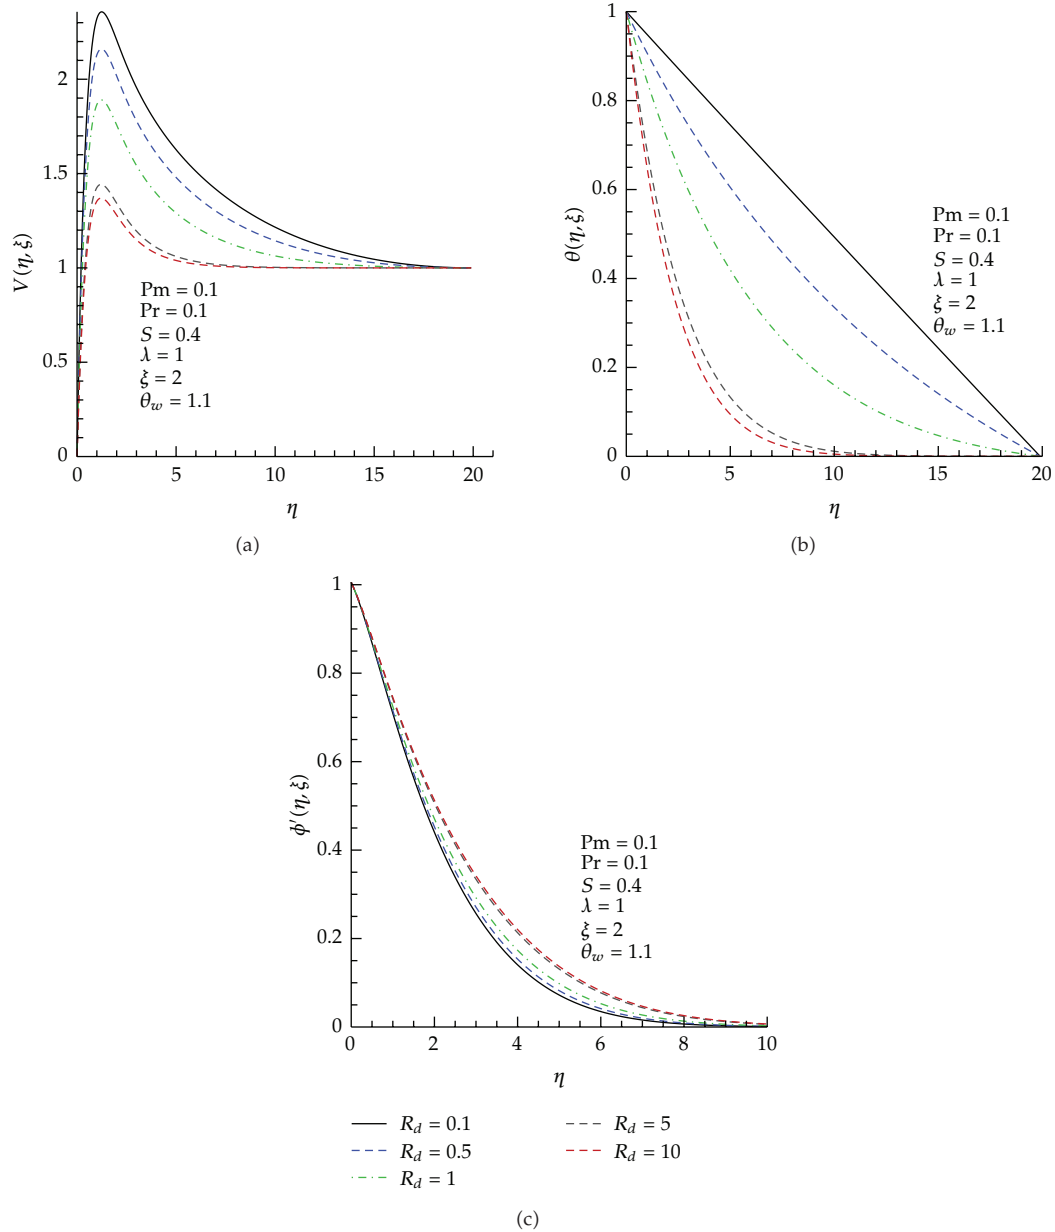 2
1.5
1
0.5
0
V(η, ξ)
Pm = 0.1
Pr = 0.1
S = 0.4
λ = 1
ξ = 2
θw = 1.1
0 5 10 15 20
η
(a)
1
0.8
0.6
0.4
0.2
0
θ(η, ξ)
Pm = 0.1
Pr = 0.1
S = 0.4
λ = 1
ξ = 2
θw = 1.1
0 5 10 15 20
η
(b)
1
0.8
0.6
0.4
0.2
0
ϕ′(η, ξ)
Pm = 0.1
Pr = 0.1
S = 0.4
λ = 1
ξ = 2
θw = 1.1
0 2 4 6 8 10
η
Rd = 0.1
Rd = 0.5
Rd = 1
Rd = 5
Rd = 10
(c)